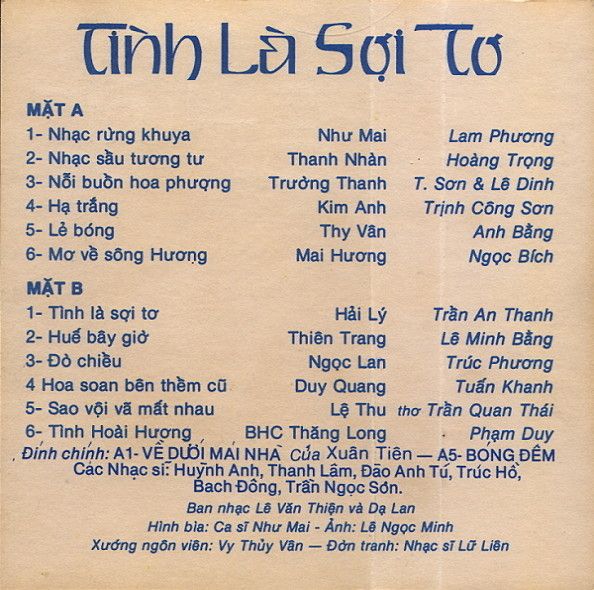 Tình Là Sợi Tơ
MẶT A
1- Nhạc rừng khuya Như Mai Lam Phương
2- Nhạc sầu tương tư Thanh Nhàn Hoàng Trọng
3- Nỗi buồn hoa phượng Trường Thanh T. Sơn & Lê Dinh
4- Hạ trắng Kim Anh Trịnh Công Sơn
5- Lẻ bóng Thy Vân Anh Bằng
6- Mơ về sông Hương Mai Hương Ngọc Bích
MẶT B
1- Tình là sợi tơ Hải Lý Trần An Thanh
2- Huế bây giờ Thiên Trang Lê Minh Bằng
3- Đò chiều Ngọc Lan Trúc Phương
4 Hoa soan bên thềm cũ Duy Quang Tuấn Khanh
5- Sao vội vã mất nhau Lệ Thu thơ Trần Quan Thái
6- Tình Hoài Hương BHC Thăng Long Phạm Duy
Đính chính: A1- VỀ DƯỚI MÁI NHÀ Của Xuân Tiên — A5- BÓNG ĐÊM
Các Nhạc sĩ: Huỳnh Anh, Thanh Lâm, Đào Anh Tú, Trúc Hồ,
Bạch Đông, Trần Ngọc Sơn.
Ban nhạc Lê Văn Thiện và Dạ Lan
Hình bìa: Ca sĩ Như Mai - Ảnh: Lê Ngọc Minh
Xướng ngôn viên: Vy Thủy Vân — Đờn tranh: Nhạc sĩ Lữ Liên